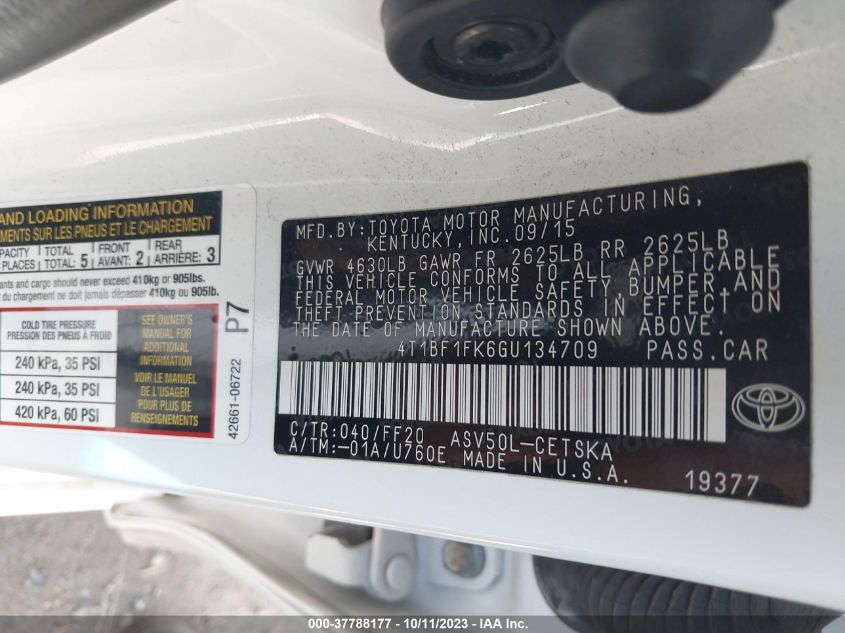 AND LOADING INFORMATION
EMENTS SUR LES PNEUS ET LE CHARGEMENT
PACITY TOTAL 5 FRONT 2 REAR 3
PLACES TOTAL: AVANT: ARRIÈRE:
ants and cargo should never exceed 410kg or 905lbs.
du chargement ne doit jamais dépasser 410 kg ou 905lb.
COLD TIRE PRESSURE
PRESSION DES PNEUS À FROID
240 kPa, 35 PSI
240 kPa, 35 PSI
420 kPa, 60 PSI
SEE OWNER'S
MANUAL FOR
ADDITIONAL
INFORMATION
VOIR LE MANUEL
DE L'USAGER
POUR PLUS DE
RENSEIGNEMENTS
42661-06722 P7
MFD.BY:TOYOTA MOTOR MANUFACTURING,
KENTUCKY,INC.09/15
GVWR 4630LB GAWR FR 2625LB RR 2625LB
THIS VEHICLE CONFORMS TO ALL APPLICABLE
FEDERAL MOTOR VEHICLE SAFETY,BUMPER,AND
THEFT PREVENTION STANDARDS IN EFFECT ON
THE DATE OF MANUFACTURE SHOWN ABOVE.
4T1BF1FK6GU134709 PASS.CAR
C/TR:040/FF20 ASV50L-CETSKA
A/TM:-01A/U760E MADE IN U.S.A.
19377
000-37788177 - 10/11/2023 - IAA Inc.